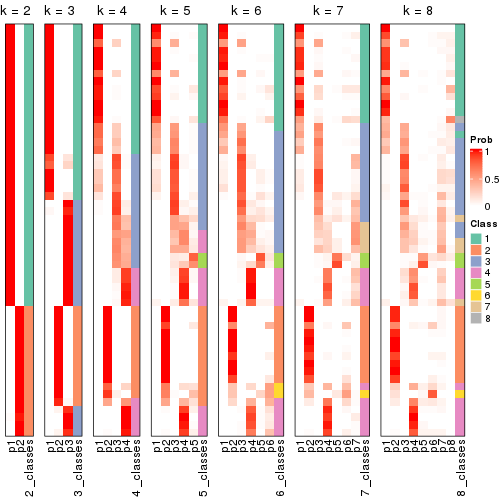 k = 2
k = 3
k = 4
k = 5
k = 6
k = 7
k = 8
Prob
1
0.5
0
Class
1
2
3
4
5
6
7
8
p1
p2
2_classes
p1
p2
p3
3_classes
p1
p2
p3
p4
4_classes
p1
p2
p3
p4
p5
5_classes
p1
p2
p3
p4
p5
p6
6_classes
p1
p2
p3
p4
p5
p6
p7
7_classes
p1
p2
p3
p4
p5
p6
p7
p8
8_classes